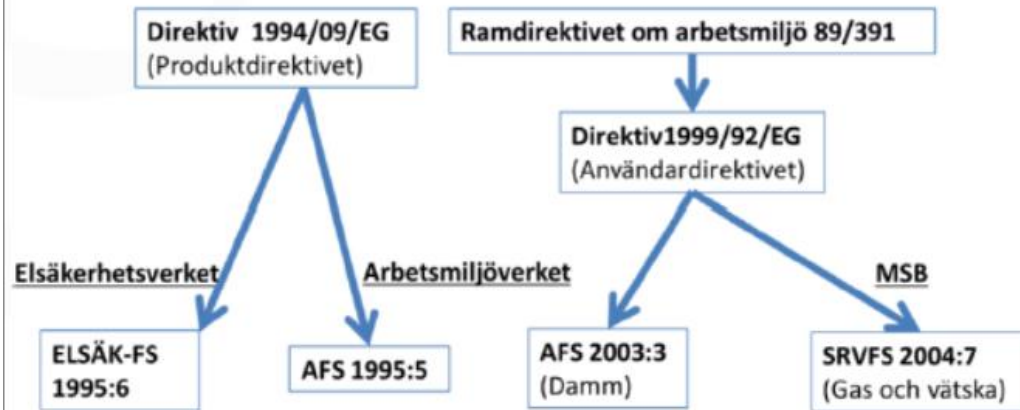 Direktiv 1994/09/EG
(Produktdirektivet)
Ramdirektivet om arbetsmiljö 89/391
Direktiv1999/92/EG
(Användardirektivet)
Elsäkerhetsverket
Arbetsmiljöverket
MSB
ELSÄK-FS
1995:6
AFS 1995:5
AFS 2003:3
(Damm)
SRVFS 2004:7
(Gas och vätska)